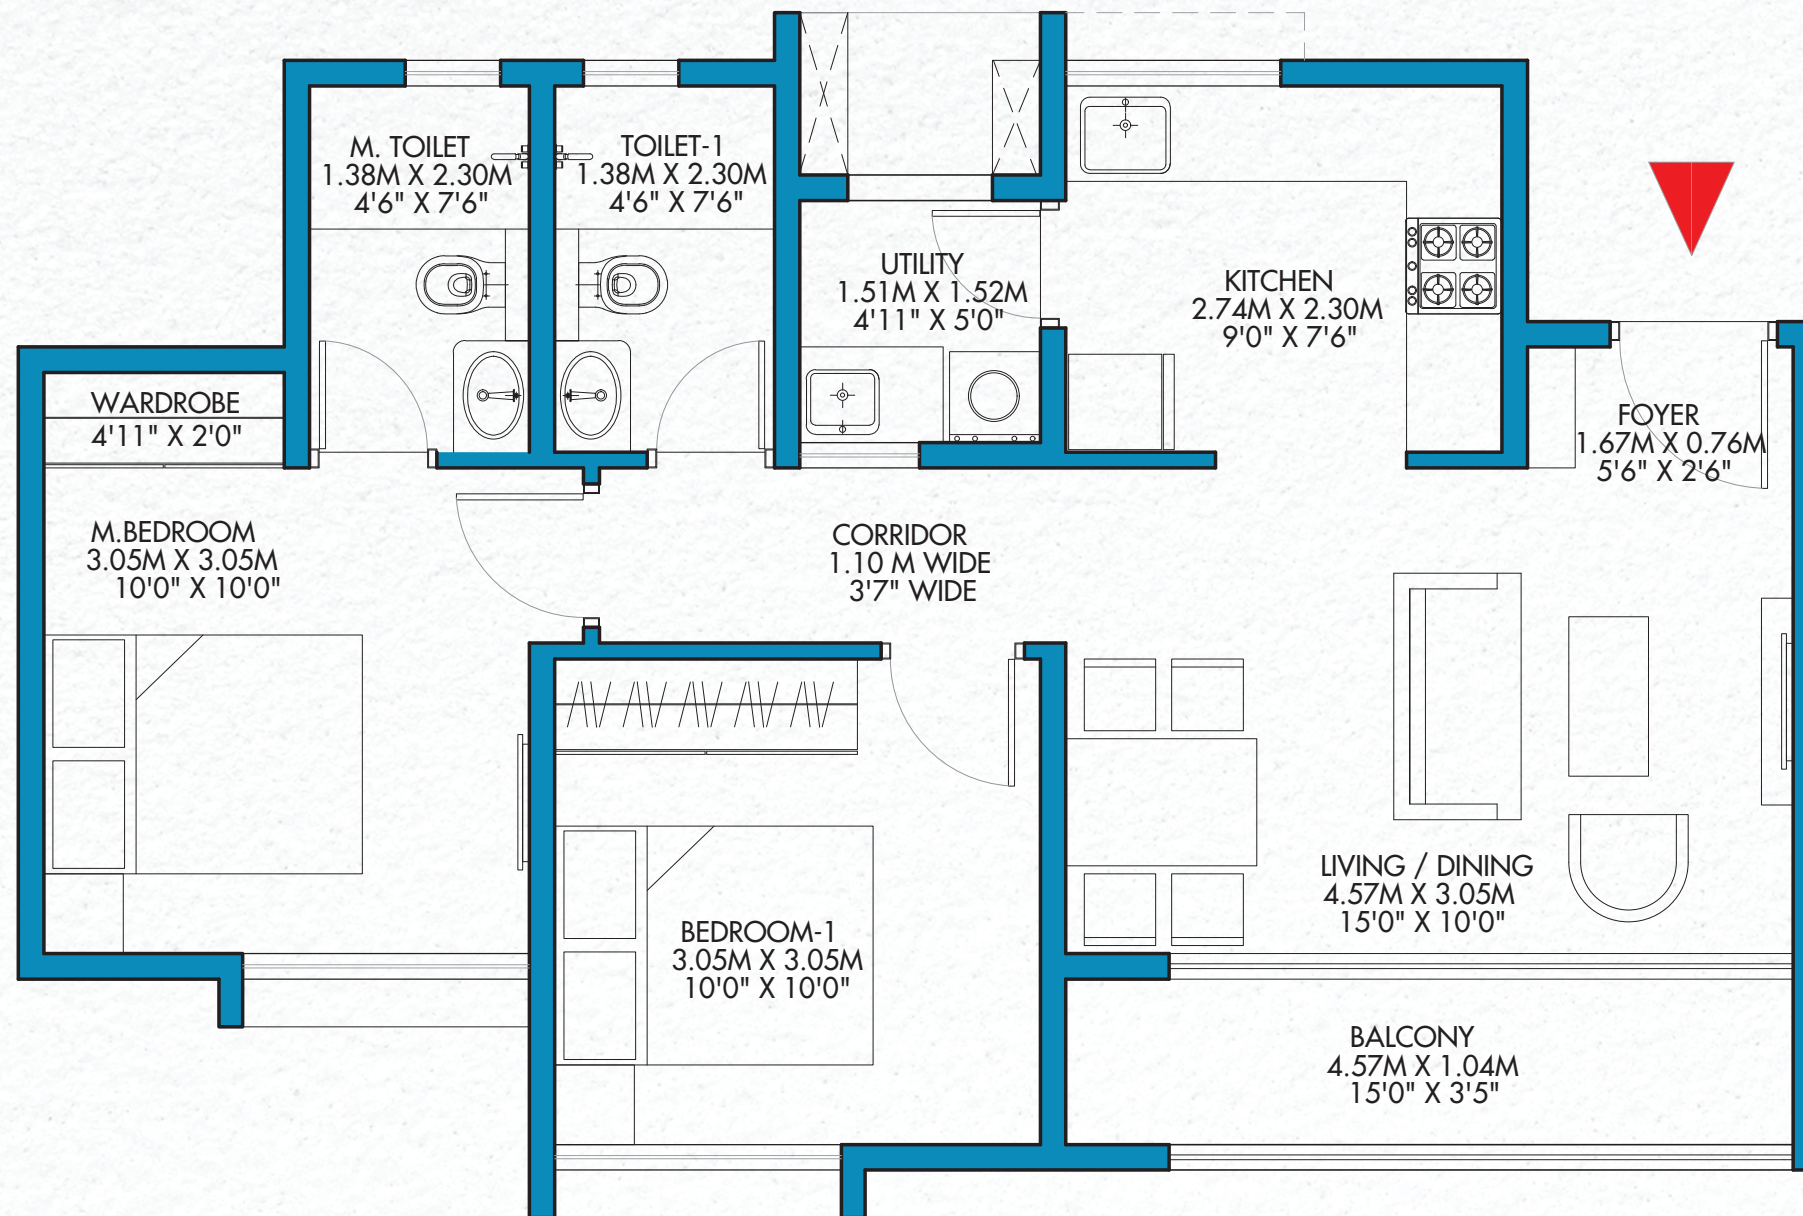 M. TOILET
1.38M X 2.30M
4'6" X 7'6"
TOILET-1
1.38M X 2.30M
4'6" X 7'6"
UTILITY
1.51M X 1.52M
4'11" X 5'0"
KITCHEN
2.74M X 2.30M
9'0" X 7'6"
WARDROBE
4'11" X 2'0"
FOYER
1.67M X 0.76M
5'6" X 2'6"
M.BEDROOM
3.05M X 3.05M
10'0" X 10'0"
CORRIDOR
1.10 M WIDE
3'7" WIDE
LIVING / DINING
4.57M X 3.05M
15'0" X 10'0"
BEDROOM-1
3.05M X 3.05M
10'0" X 10'0"
BALCONY
4.57M X 1.04M
15'0" X 3'5"